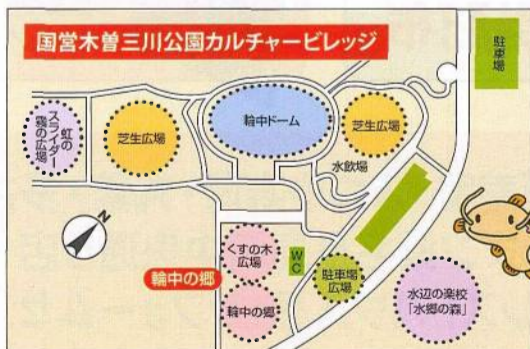 国営木曽三川公園カルチャービレッジ
駐車場
虹の
スライダー
霧の広場
芝生広場
輪中ドーム
芝生広場
水飲場
N
くすの木
広場
WC
輪中の郷
輪中の郷
駐車場
広場
水辺の楽校
「水郷の森」